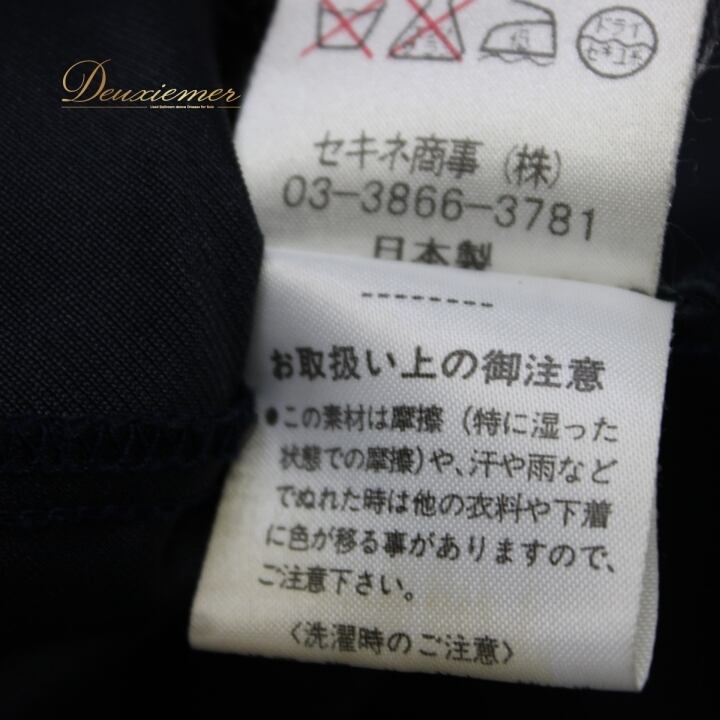 Deuxiemer
ドライ
セキユ系
セキネ商事(株)
03-3866-3781
日本製
お取扱い上の御注意
●この素材は摩擦(特に湿った
状態での摩擦)や、汗や雨など
でぬれた時は他の衣料や下着
に色が移る事がありますので、
ご注意下さい。
〈洗濯時のご注意〉